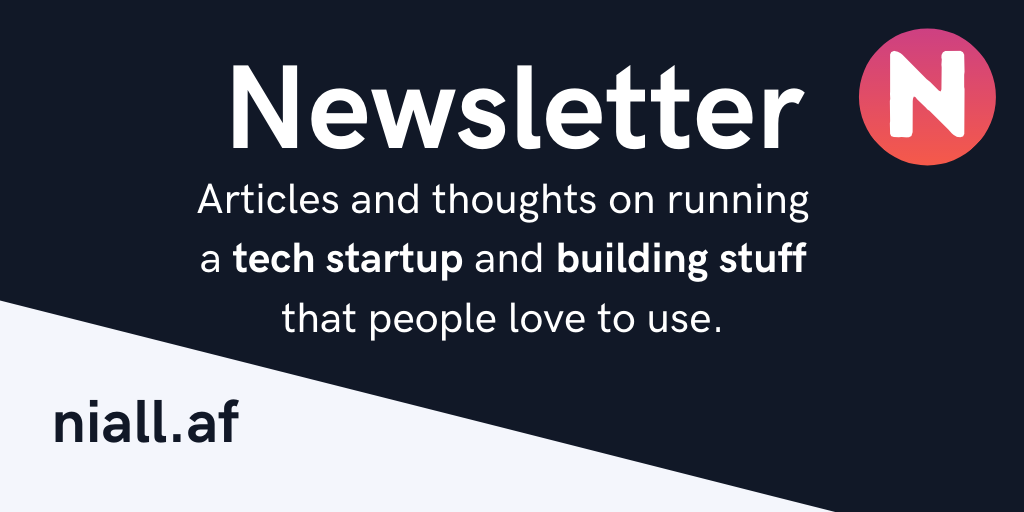 Newsletter
N
Articles and thoughts on running
a tech startup and building stuff
that people love to use.
niall.af